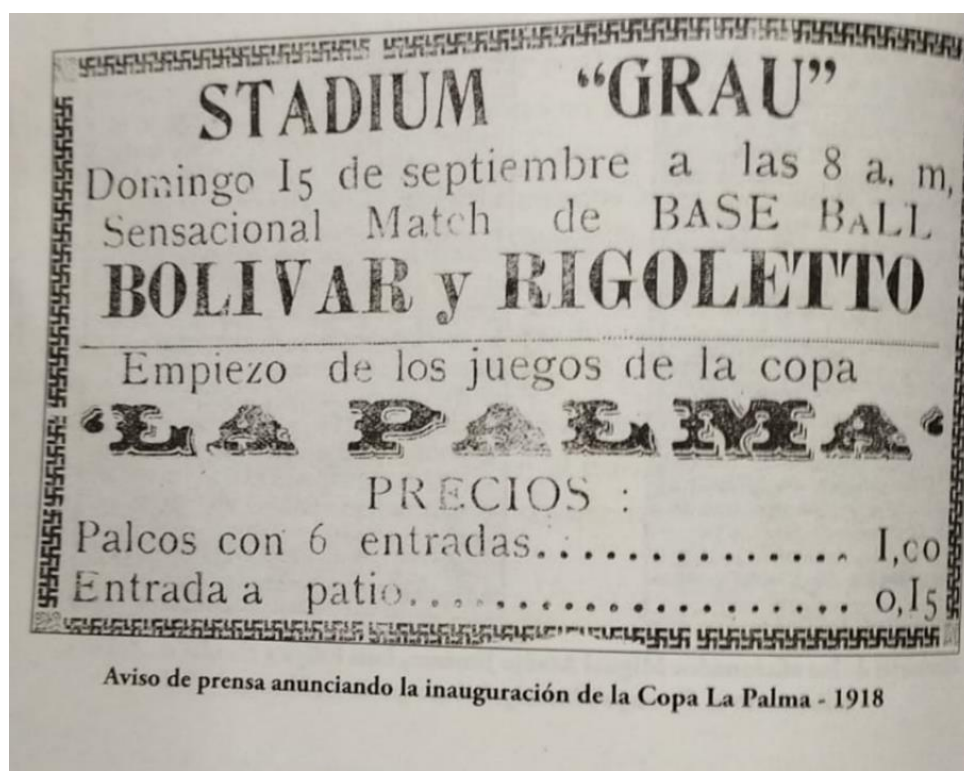 STADIUM "GRAU"
Domingo I5 de septiembre a las 8 a. m,
Sensacional Match de BASE BALL
BOLIVAR y RIGOLETTO
Empiezo de los juegos de la copa
"LA PALMA"
PRECIOS :
Palcos con 6 entradas.............. I,co
Entrada a patio.................... o,I5
Aviso de prensa anunciando la inauguración de la Copa La Palma - 1918